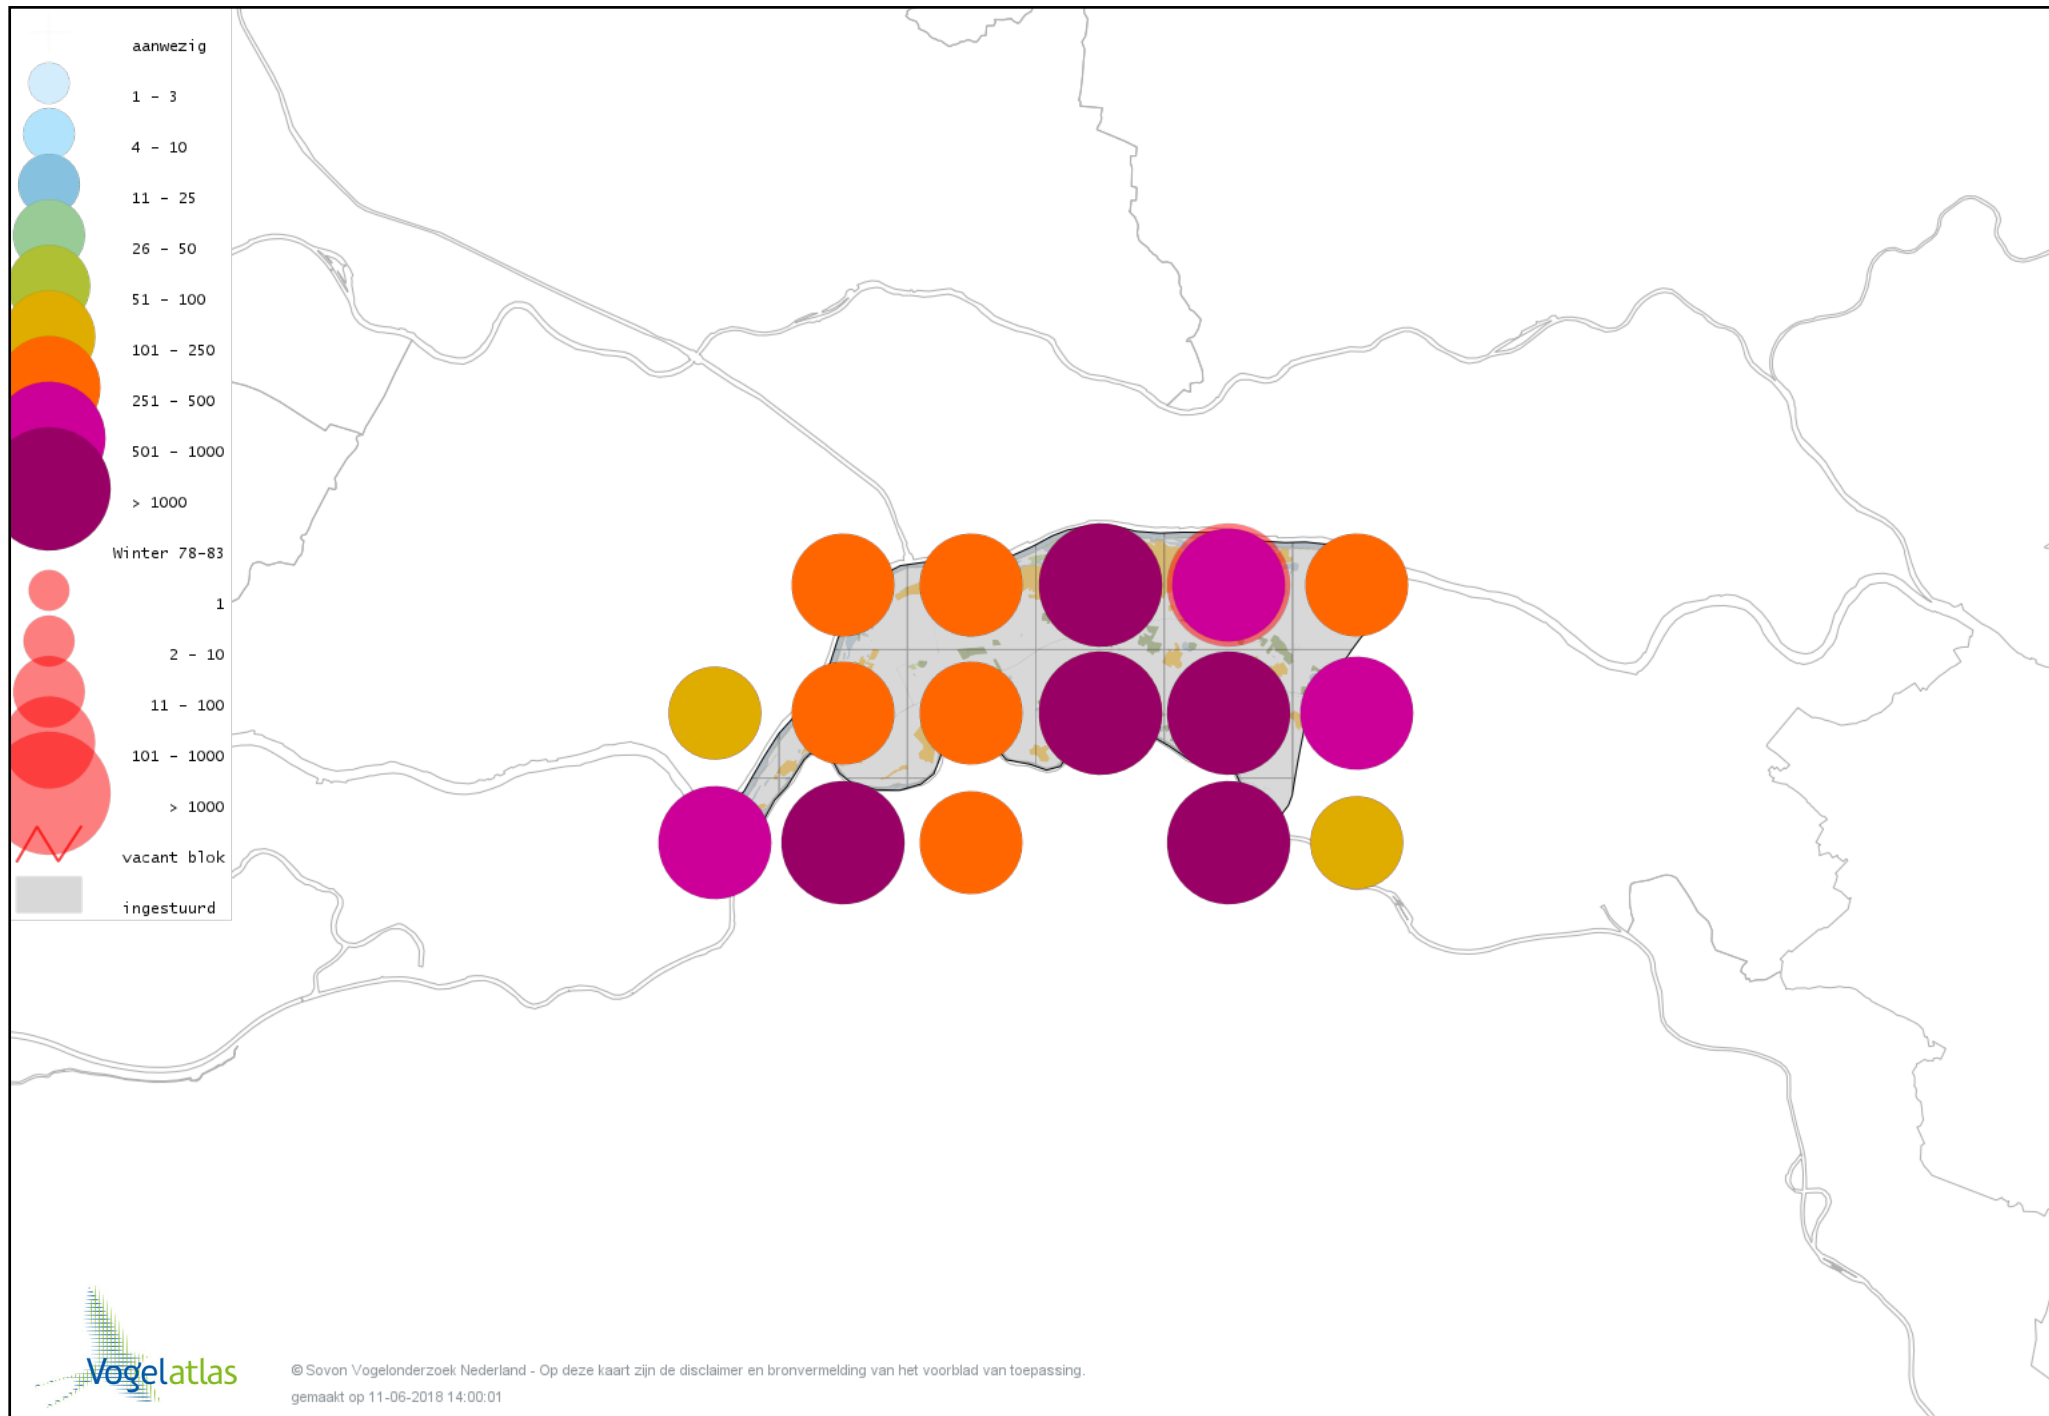 aanwezig
1 - 3
4 - 10
11 - 25
26 - 50
51 - 100
101 - 250
251 - 500
501 - 1000
> 1000
Winter 78-83
1
2 - 10
11 - 100
101 - 1000
> 1000
vacant blok
ingestuurd
Vogelatlas
© Sovon Vogelonderzoek Nederland - Op deze kaart zijn de disclaimer en bronvermelding van het voorblad van toepassing.
gemaakt op 11-06-2018 14:00:01